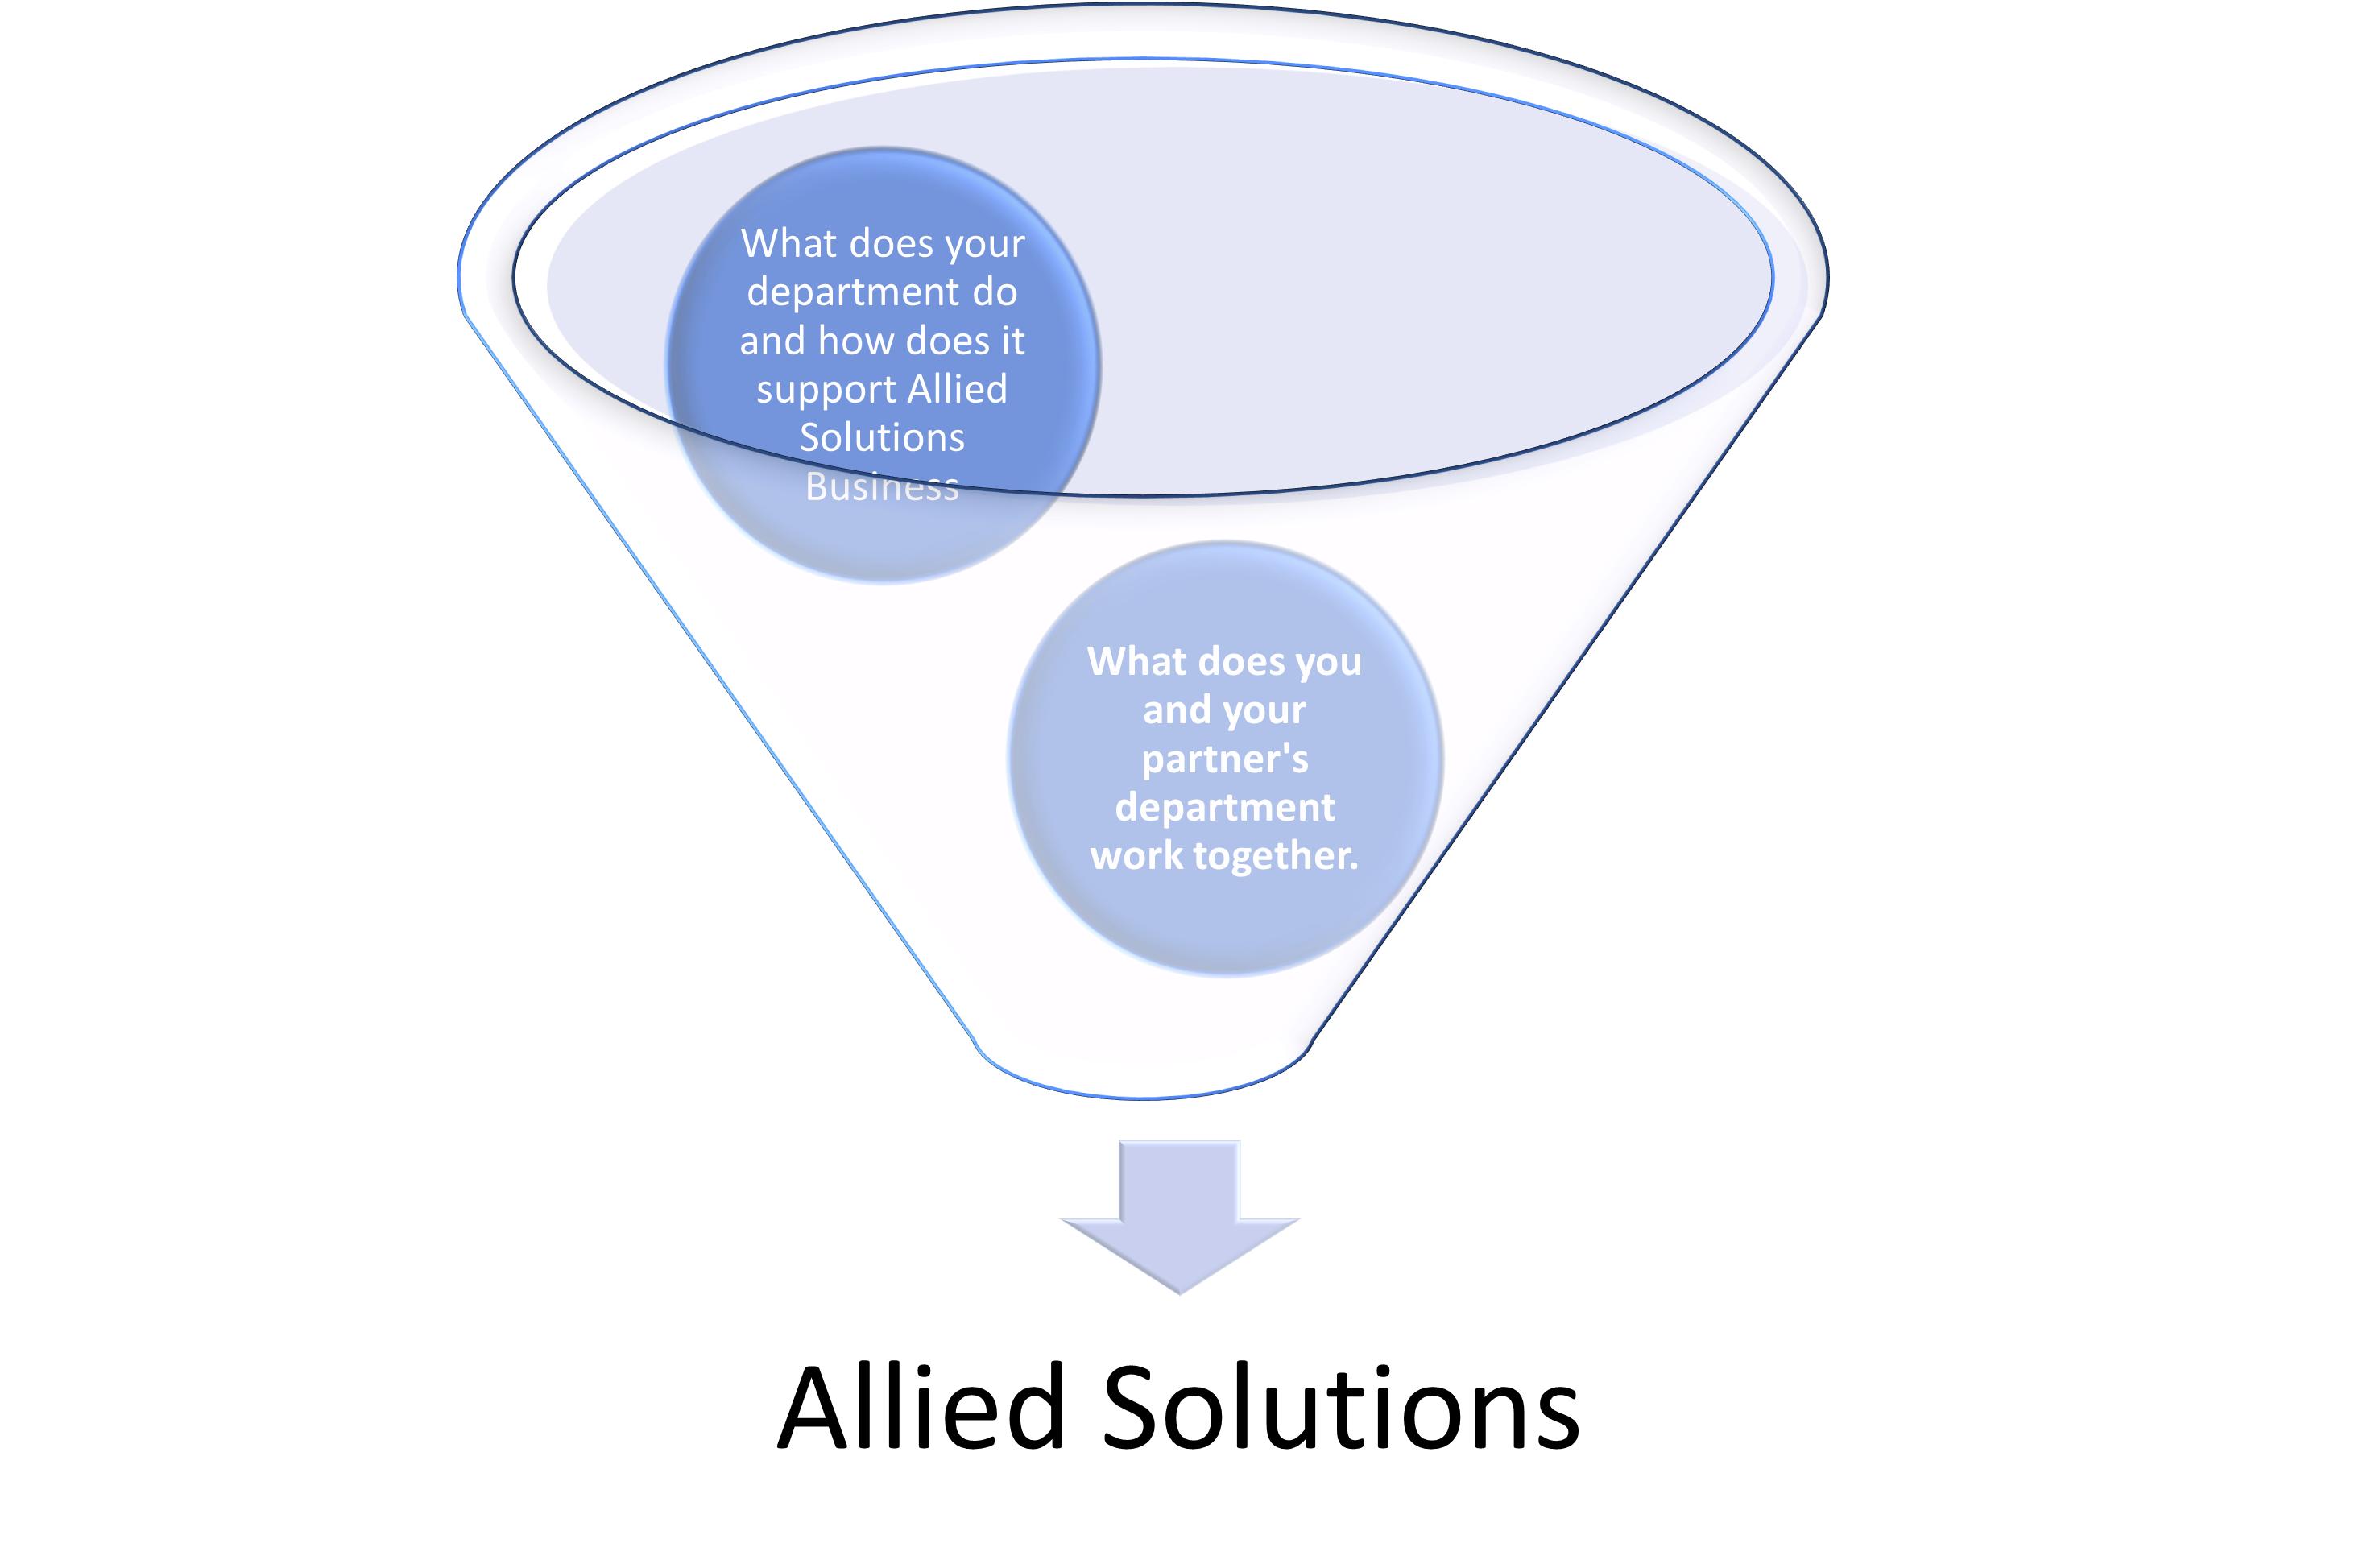 What does your
department do
and how does it
support Allied
Solutions
Business
What does you
and your
partner's
department
work together.
Allied Solutions